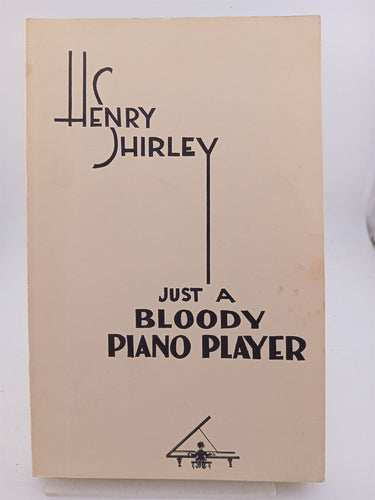 HENRY
SHIRLEY
JUST A
BLOODY
PIANO PLAYER